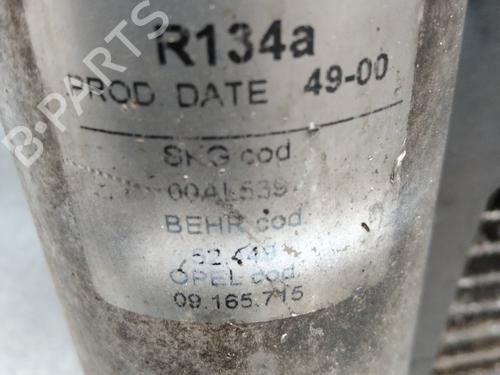 R134a
PROD. DATE 49-00
SKG cod.
00AL539
BEHR cod.
OPEL cod.
09.165.715
B-PARTS